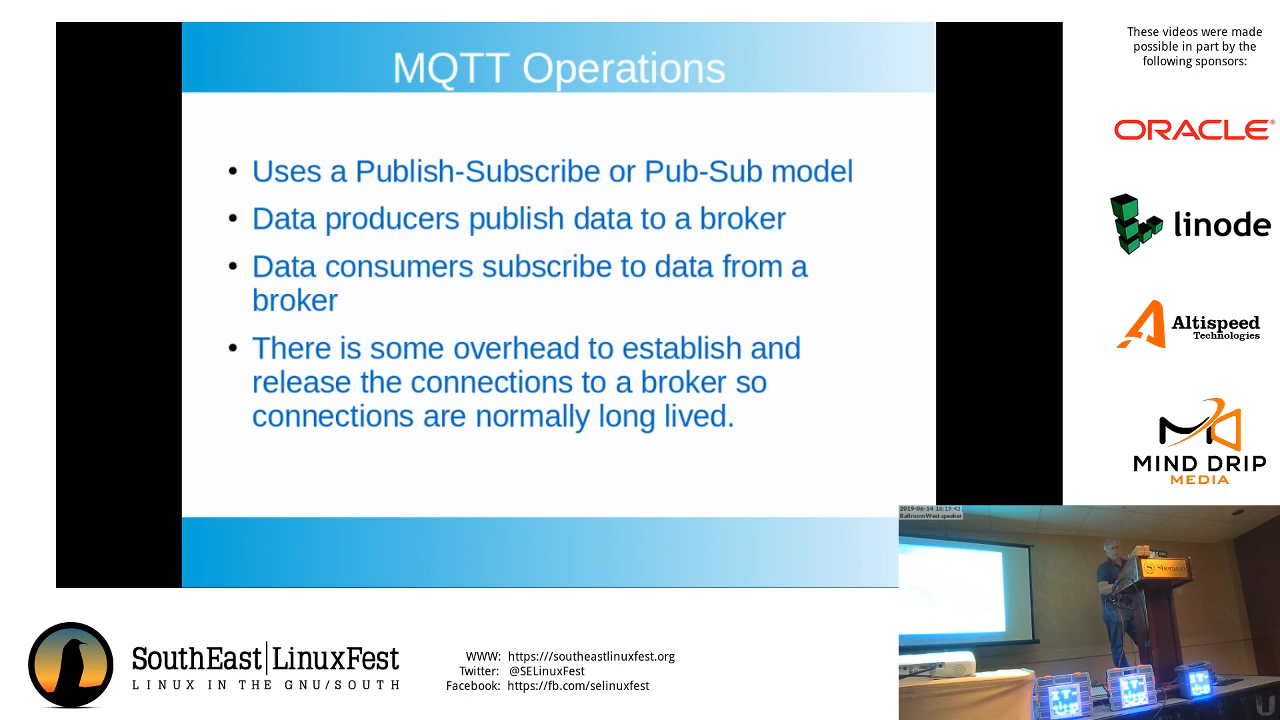 MQTT Operations
Uses a Publish-Subscribe or Pub-Sub model
Data producers publish data to a broker
Data consumers subscribe to data from a
broker
There is some overhead to establish and
release the connections to a broker so
connections are normally long lived.
These videos were made
possible in part by the
following sponsors:
ORACLE®
linode
Altispeed
Technologies
MIND DRIP
MEDIA
2019-06-14 10:19:42
BallroomWest speaker
Sheraton
SouthEast LinuxFest
LINUX IN THE GNU/SOUTH
WWW: https://southeastlinuxfest.org
Twitter: @SELinuxFest
Facebook: https://fb.com/selinuxfest